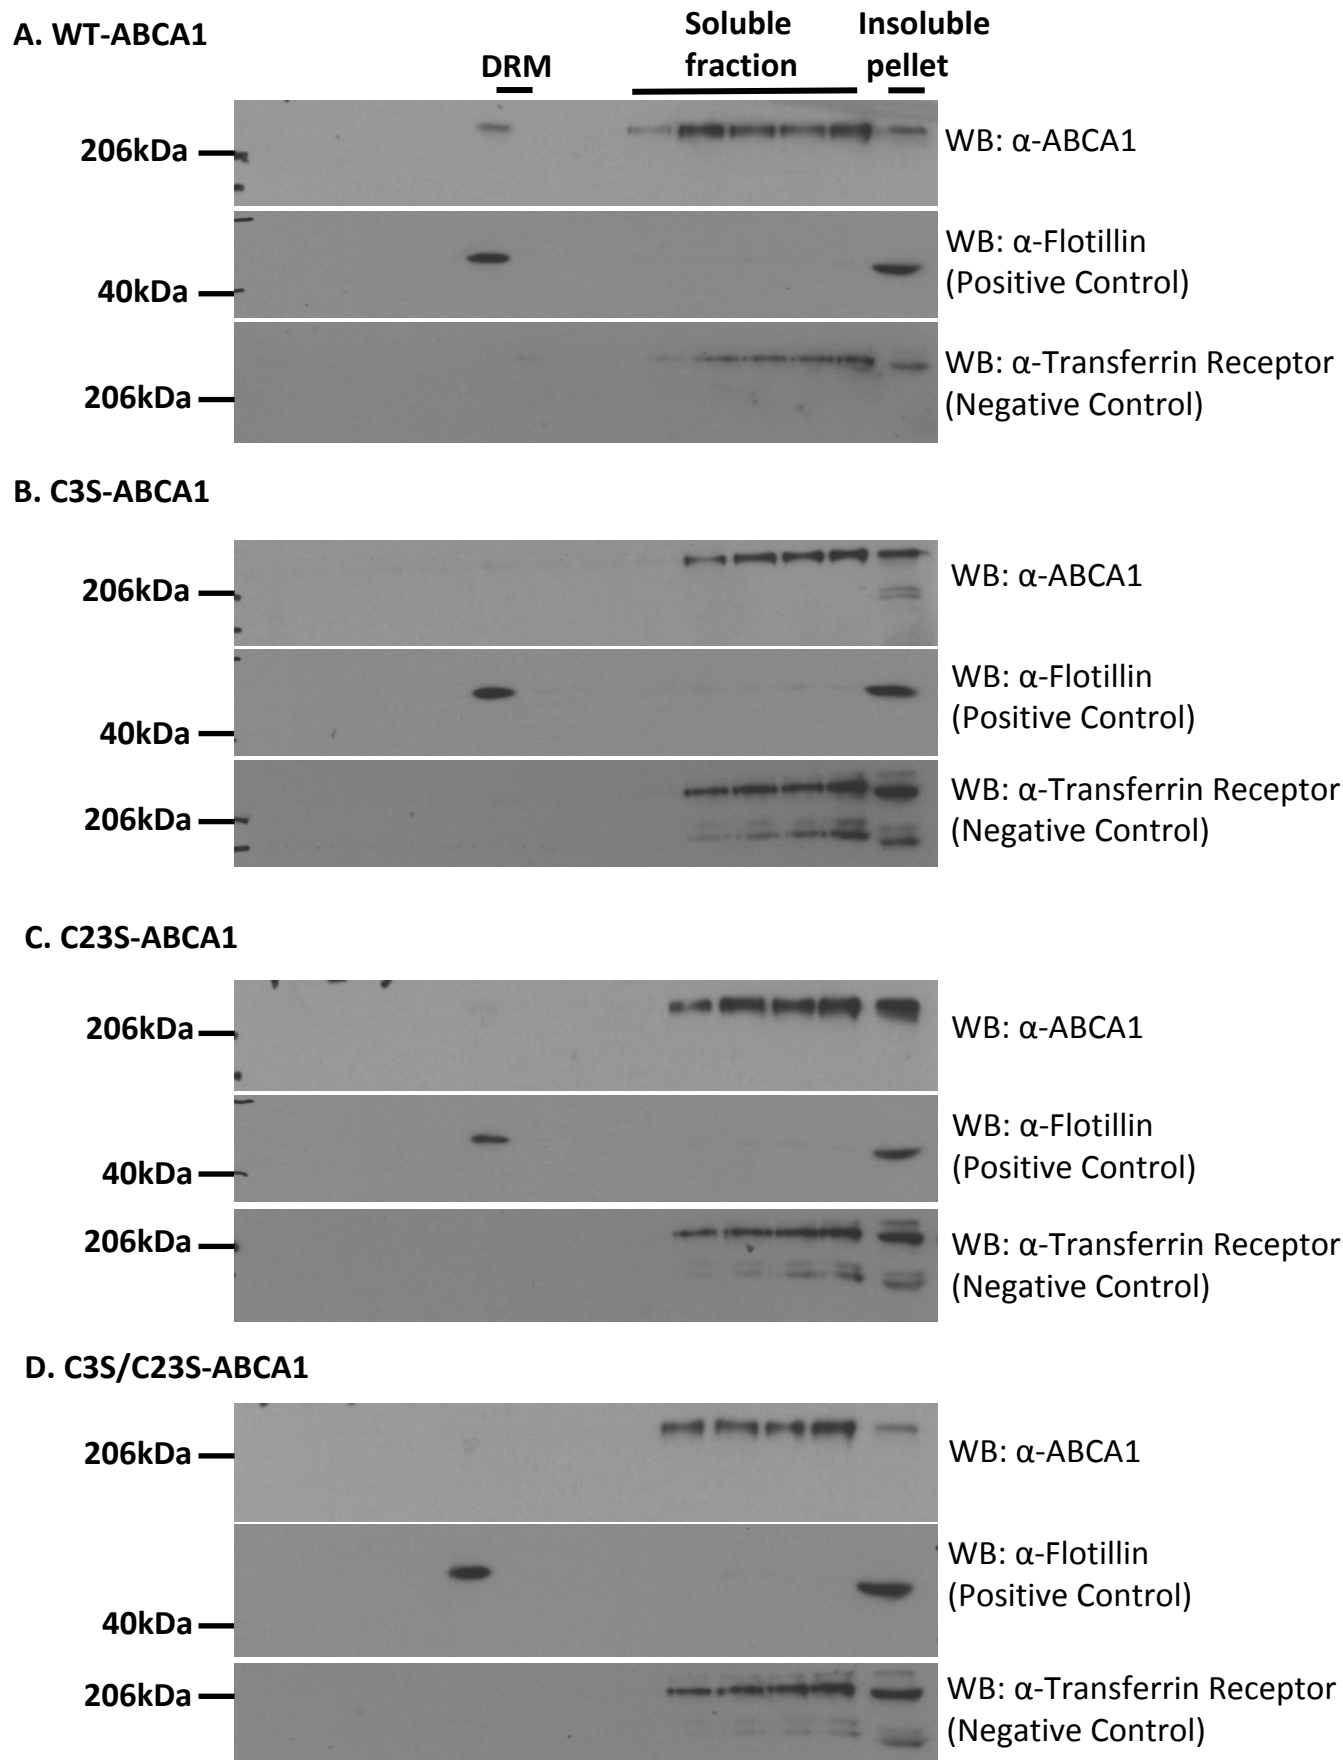 A. WT-ABCA1
DRM
Soluble
fraction
Insoluble
pellet
206kDa
WB: α-ABCA1
40kDa
WB: α-Flotillin
(Positive Control)
206kDa
WB: α-Transferrin Receptor
(Negative Control)
B. C3S-ABCA1
206kDa
WB: α-ABCA1
40kDa
WB: α-Flotillin
(Positive Control)
206kDa
WB: α-Transferrin Receptor
(Negative Control)
C. C23S-ABCA1
206kDa
WB: α-ABCA1
40kDa
WB: α-Flotillin
(Positive Control)
206kDa
WB: α-Transferrin Receptor
(Negative Control)
D. C3S/C23S-ABCA1
206kDa
WB: α-ABCA1
40kDa
WB: α-Flotillin
(Positive Control)
206kDa
WB: α-Transferrin Receptor
(Negative Control)